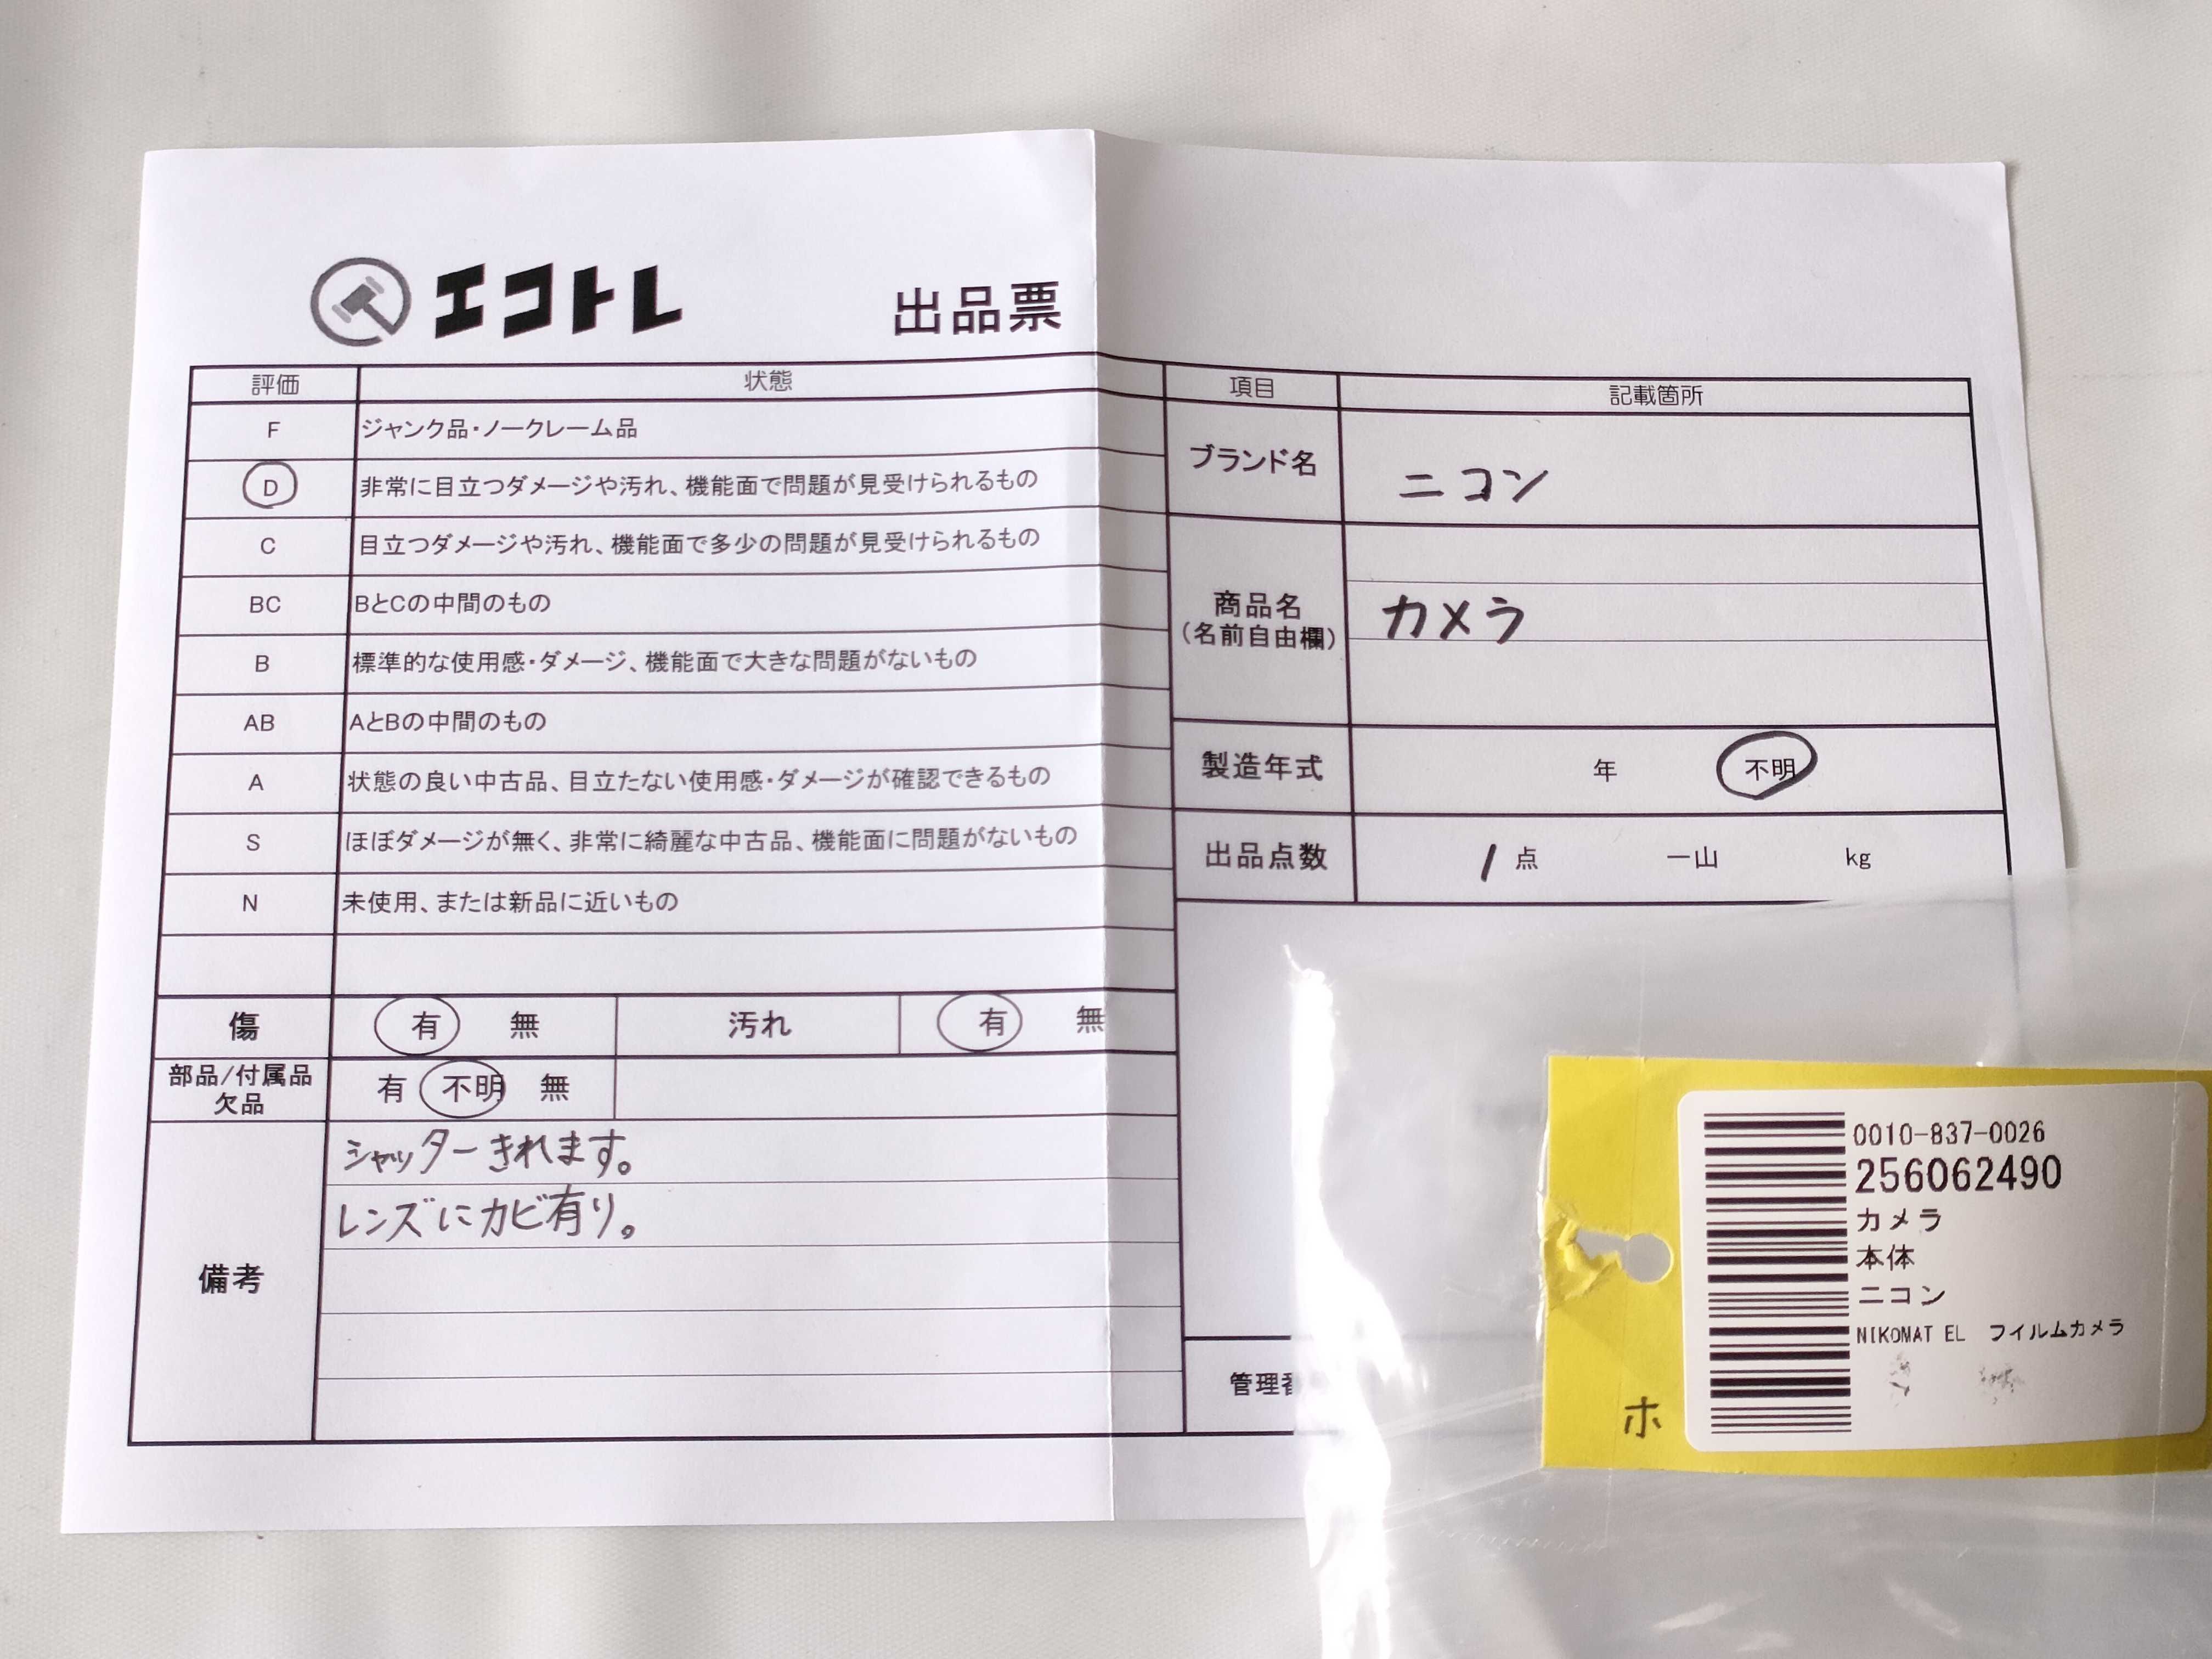 エコトレ 出品票
評価 状態
F ジャンク品・ノークレーム品
D 非常に目立つダメージや汚れ、機能面で問題が見受けられるもの
C 目立つダメージや汚れ、機能面で多少の問題が見受けられるもの
BC BとCの中間のもの
B 標準的な使用感・ダメージ、機能面で大きな問題がないもの
AB AとBの中間のもの
A 状態の良い中古品、目立たない使用感・ダメージが確認できるもの
S ほぼダメージが無く、非常に綺麗な中古品、機能面に問題がないもの
N 未使用、または新品に近いもの
傷 有 無 汚れ 有 無
部品/付属品 欠品 有 不明 無
備考
シャッターきれます。
レンズにカビ有り。
項目 記載箇所
ブランド名 ニコン
商品名
(名前自由欄)
カメラ
製造年式 年 不明
出品点数 1点 一山 kg
管理番
0010-837-0026
256062490
カメラ
本体
ニコン
NIKOMAT EL フイルムカメラ
ホ